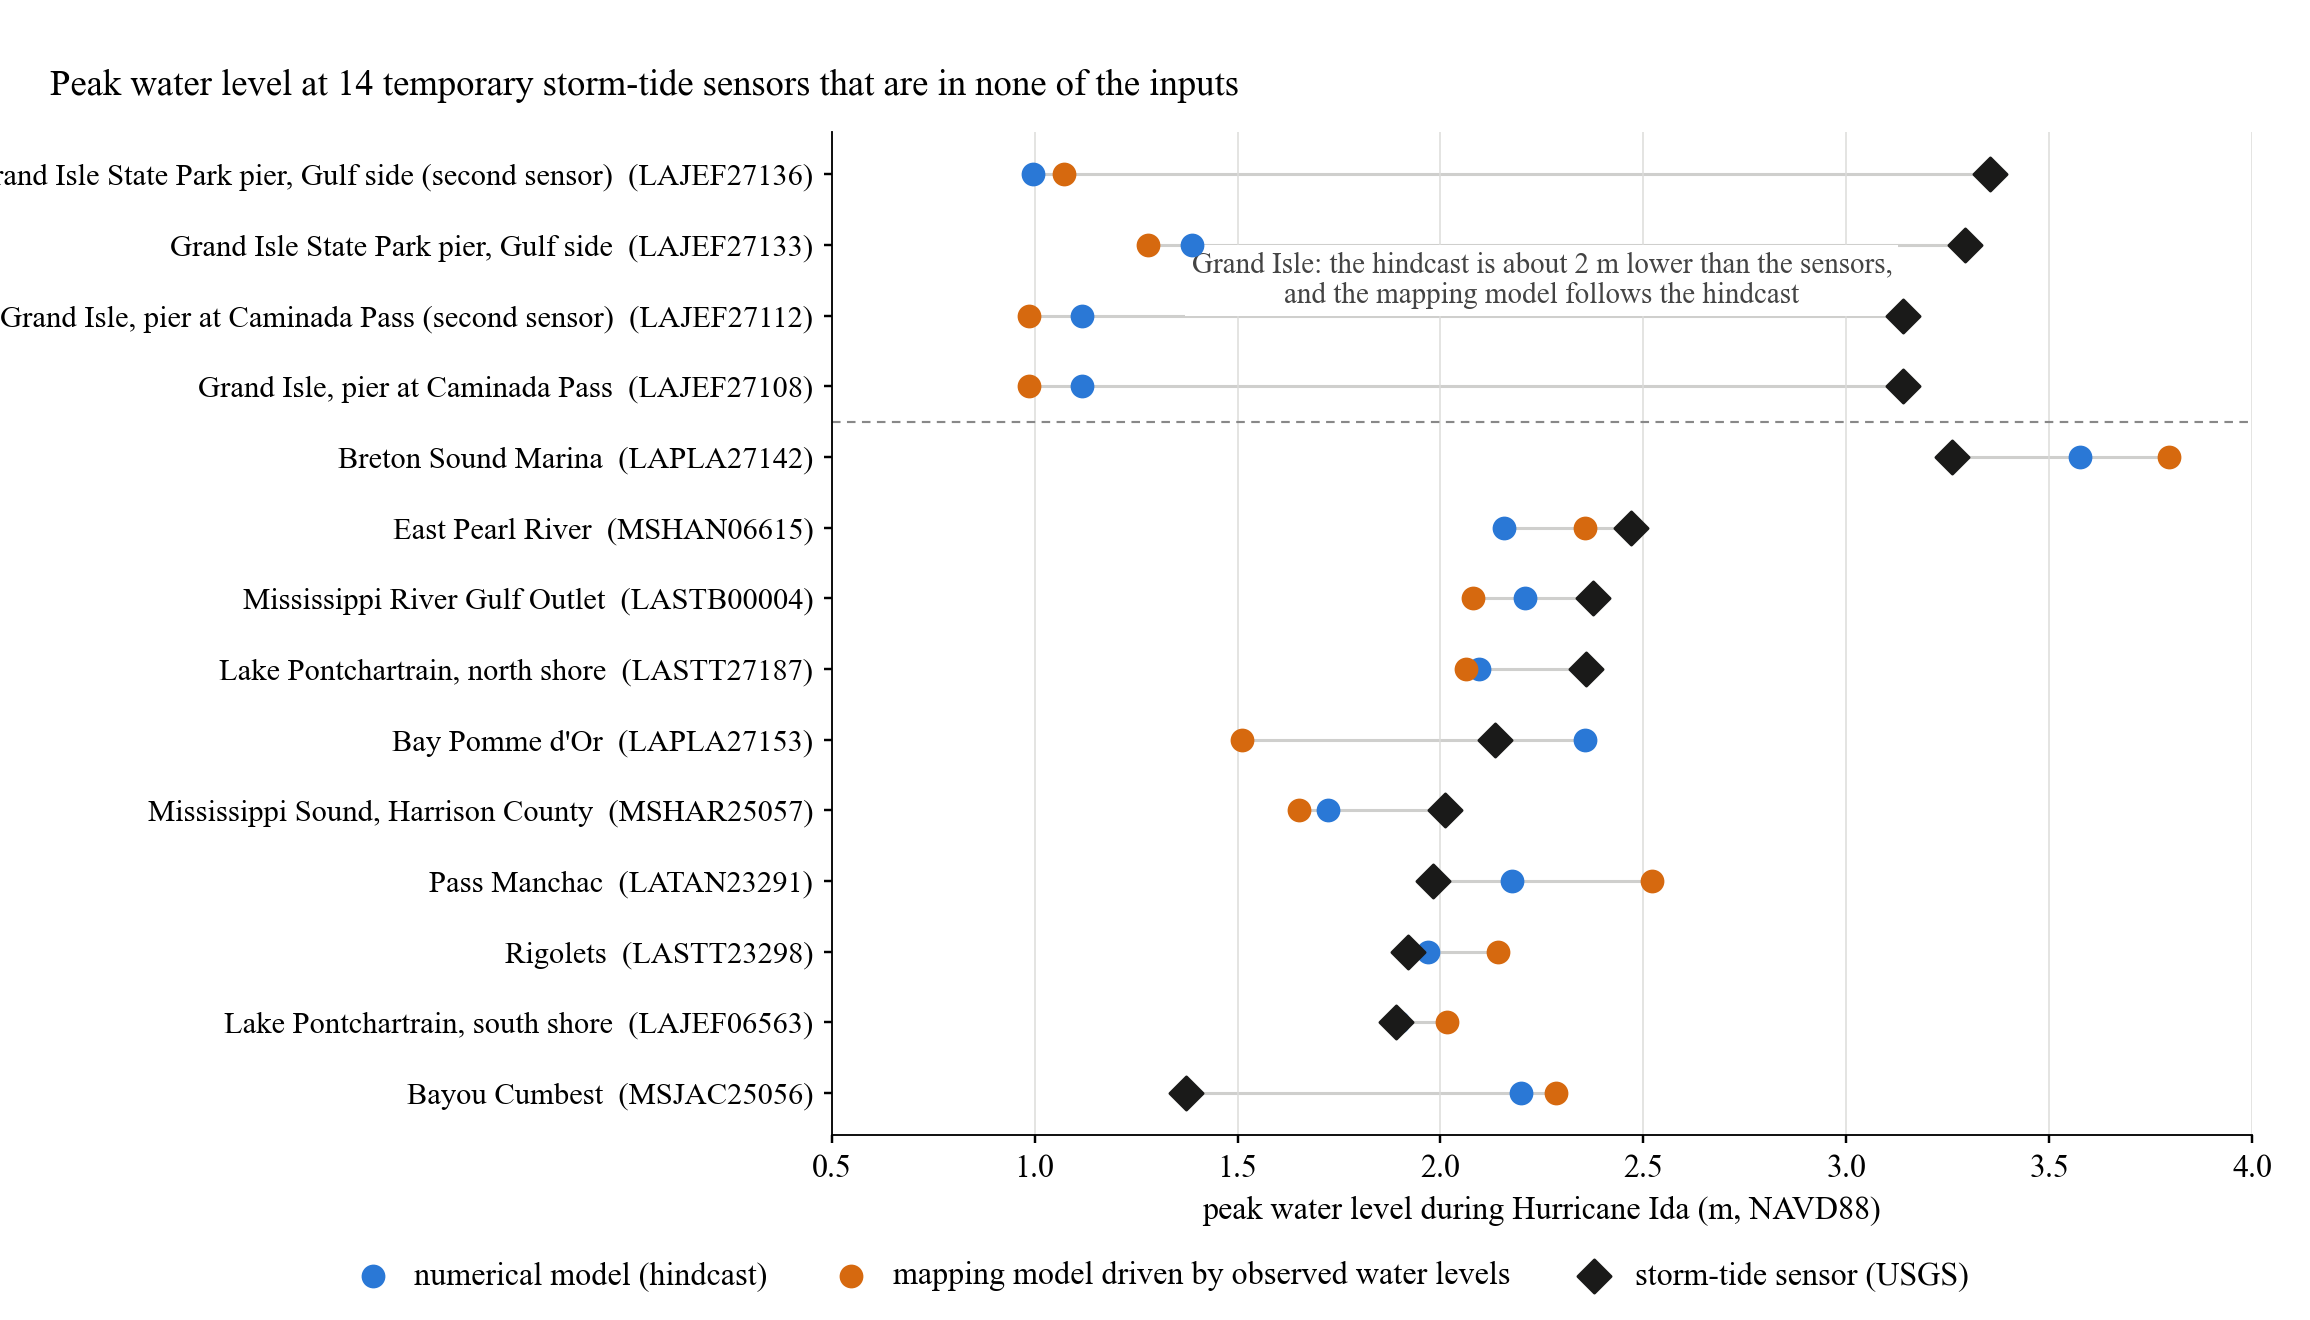 Peak water level at 14 temporary storm-tide sensors that are in none of the inputs
rand Isle State Park pier, Gulf side (second sensor) (LAJEF27136)
Grand Isle State Park pier, Gulf side (LAJEF27133)
Grand Isle: the hindcast is about 2 m lower than the sensors,
and the mapping model follows the hindcast
Grand Isle, pier at Caminada Pass (second sensor) (LAJEF27112)
Grand Isle, pier at Caminada Pass (LAJEF27108)
Breton Sound Marina (LAPLA27142)
East Pearl River (MSHAN06615)
Mississippi River Gulf Outlet (LASTB00004)
Lake Pontchartrain, north shore (LASTT27187)
Bay Pomme d'Or (LAPLA27153)
Mississippi Sound, Harrison County (MSHAR25057)
Pass Manchac (LATAN23291)
Rigolets (LASTT23298)
Lake Pontchartrain, south shore (LAJEF06563)
Bayou Cumbest (MSJAC25056)
0.5 1.0 1.5 2.0 2.5 3.0 3.5 4.0
peak water level during Hurricane Ida (m, NAVD88)
numerical model (hindcast) mapping model driven by observed water levels storm-tide sensor (USGS)